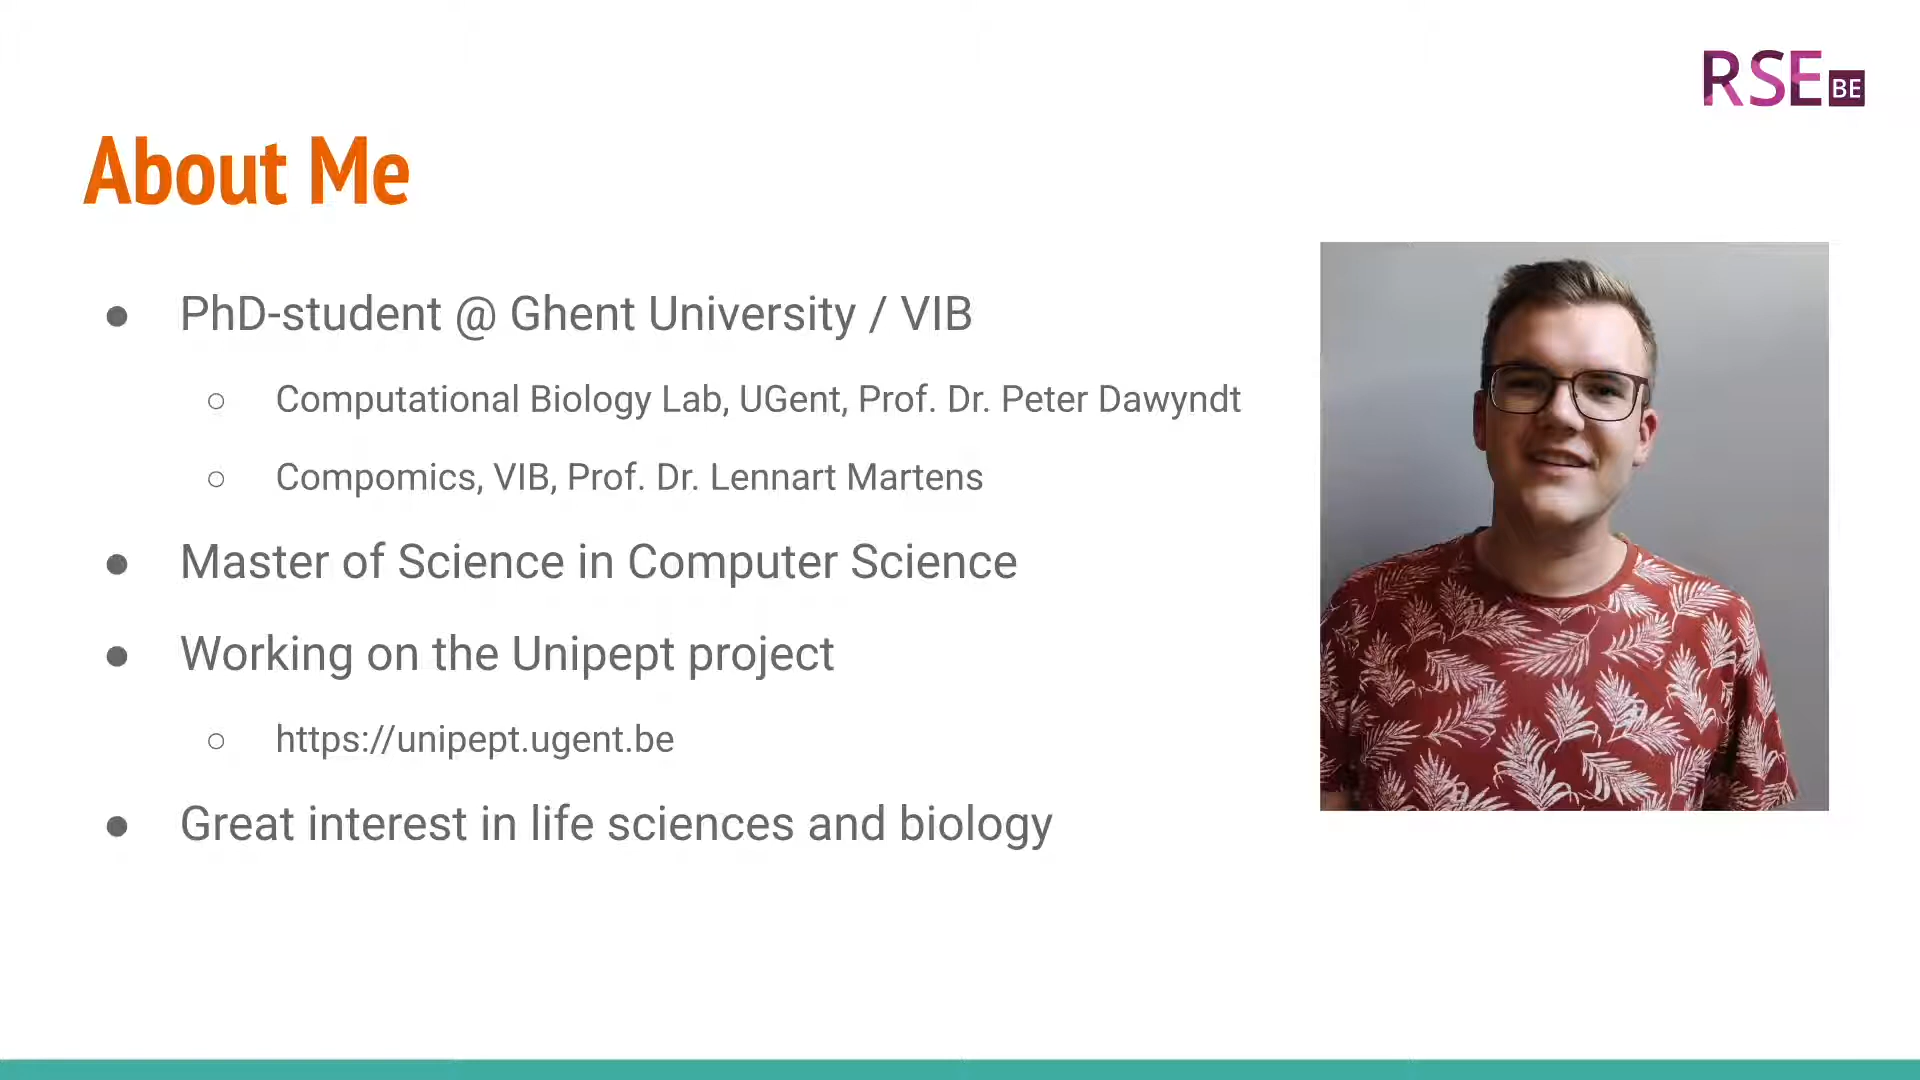 RSE BE
About Me
● PhD-student @ Ghent University / VIB
○ Computational Biology Lab, UGent, Prof. Dr. Peter Dawyndt
○ Compomics, VIB, Prof. Dr. Lennart Martens
● Master of Science in Computer Science
● Working on the Unipept project
○ https://unipept.ugent.be
● Great interest in life sciences and biology